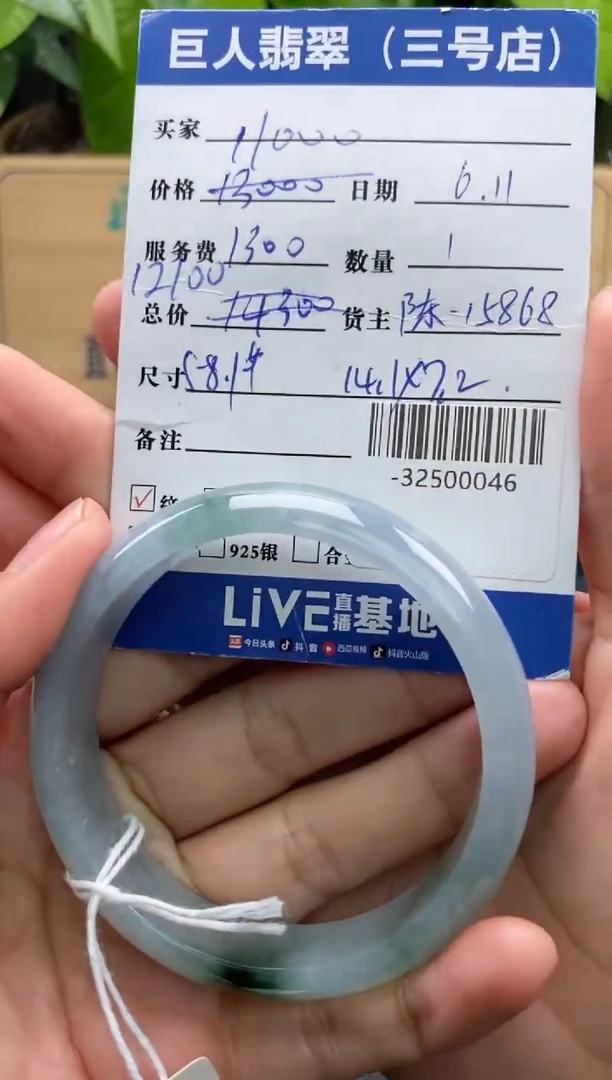 巨人翡翠（三号店）
买家 11000
价格 13000 日期 6.11
服务费 1300 数量 1
12100
总价 14300 货主 陈-15868
尺寸 58.1# 14.1X7.2.
备注
-32500046
925银
LiVE直播基地
头条 今日头条 抖音 西瓜视频 抖音火山版